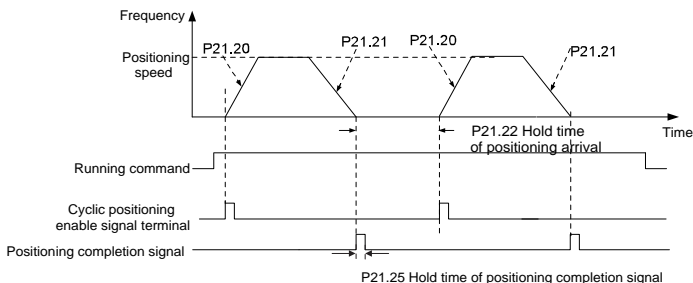 Frequency
P21.20
P21.21
P21.20
P21.21
Positioning
speed
P21.22 Hold time
of positioning arrival
Time
Running command
Cyclic positioning
enable signal terminal
Positioning completion signal
P21.25 Hold time of positioning completion signal